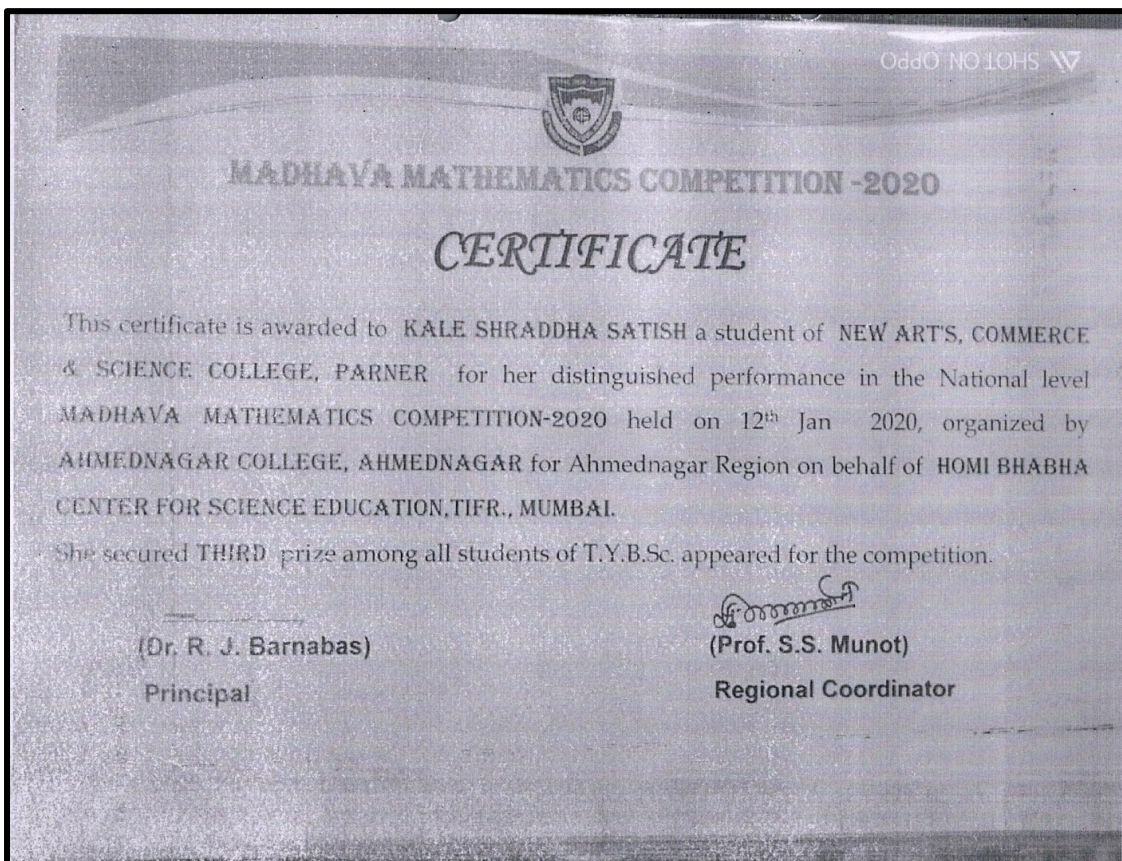 SHOT ON OPPO
MADHAVA MATHEMATICS COMPETITION -2020
CERTIFICATE
This certificate is awarded to KALE SHRADDHA SATISH a student of NEW ART'S, COMMERCE
& SCIENCE COLLEGE, PARNER for her distinguished performance in the National level
MADHAVA MATHEMATICS COMPETITION-2020 held on 12th Jan 2020, organized by
AHMEDNAGAR COLLEGE, AHMEDNAGAR for Ahmednagar Region on behalf of HOMI BHABHA
CENTER FOR SCIENCE EDUCATION,TIFR., MUMBAI.
She secured THIRD prize among all students of T.Y.B.Sc. appeared for the competition.
(Dr. R. J. Barnabas)
(Prof. S.S. Munot)
Principal
Regional Coordinator